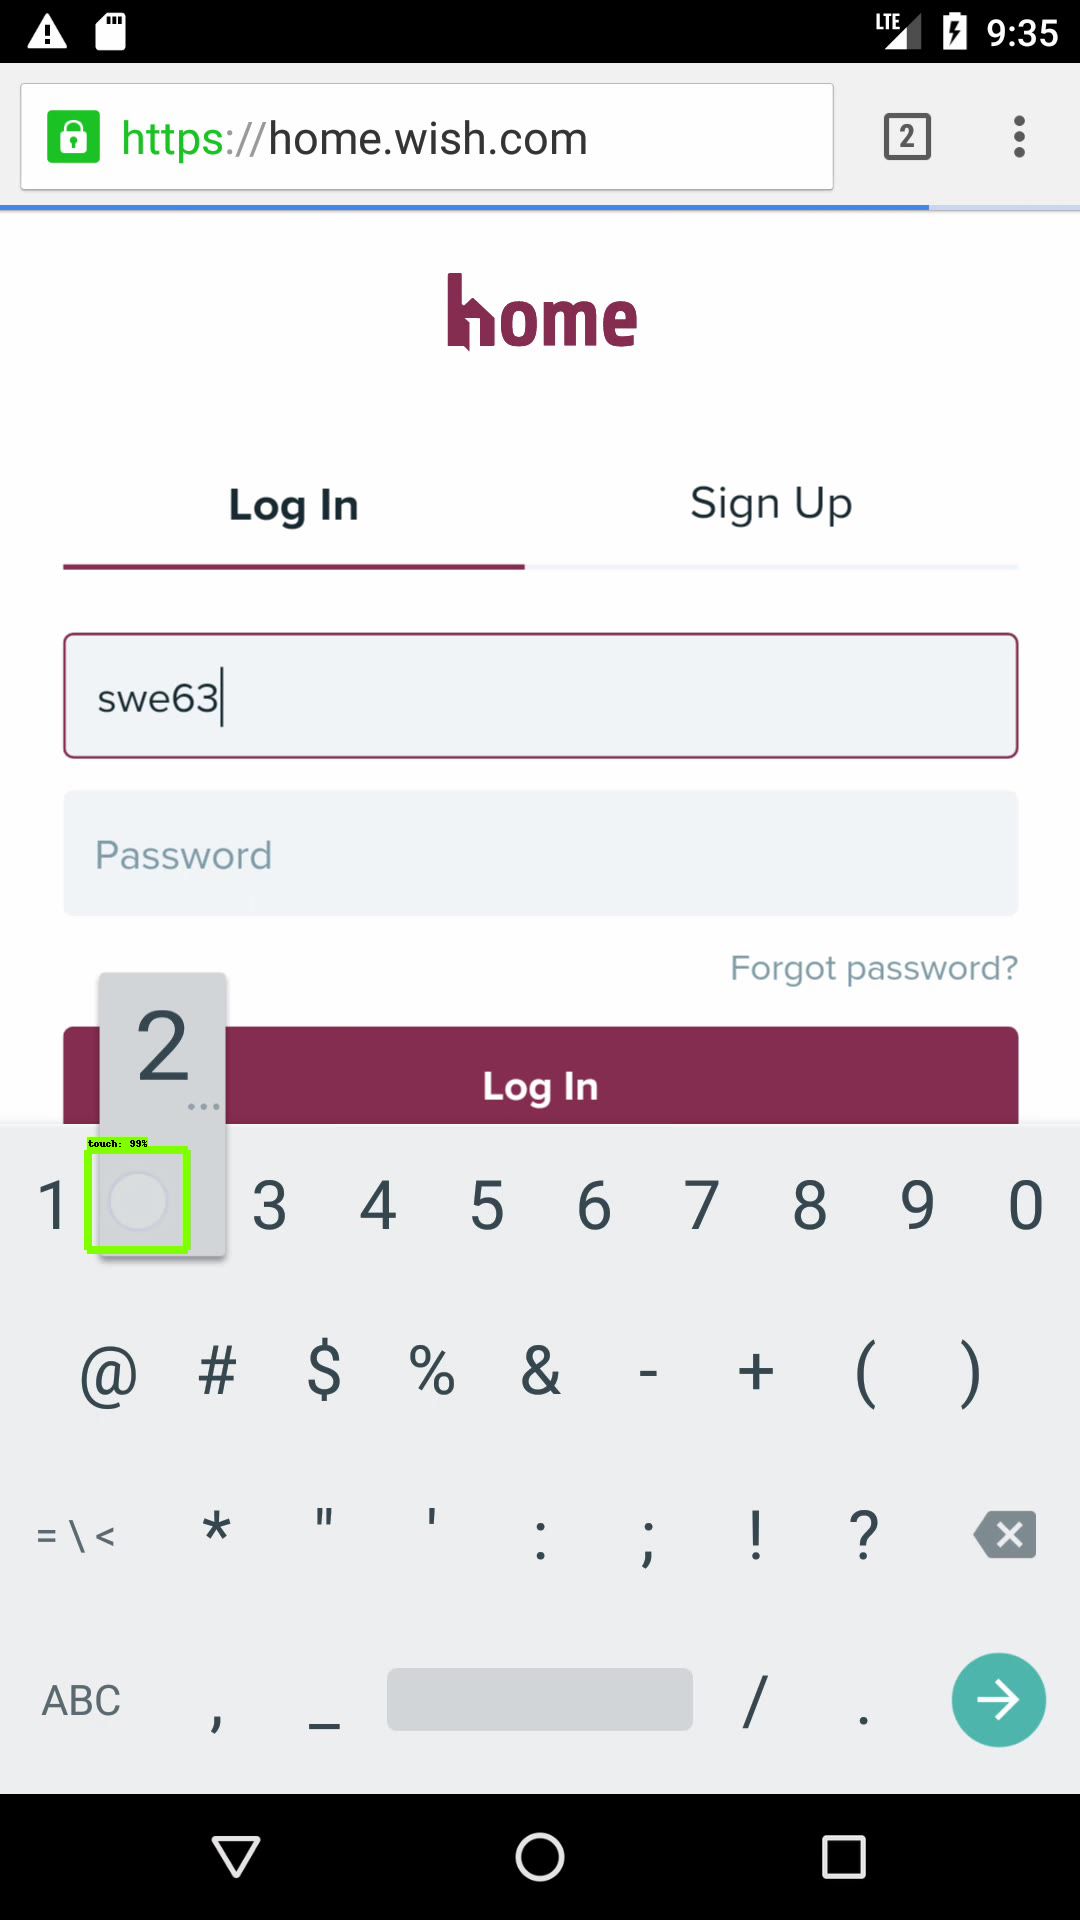 LTE 9:35
https://home.wish.com 2
home
Log In Sign Up
swe63
Password
Forgot password?
2
...
Log In
touch: 99%
1 3 4 5 6 7 8 9 0
@ # $ % & - + ( )
= \ < * " ' : ; ! ?
ABC , _ / .